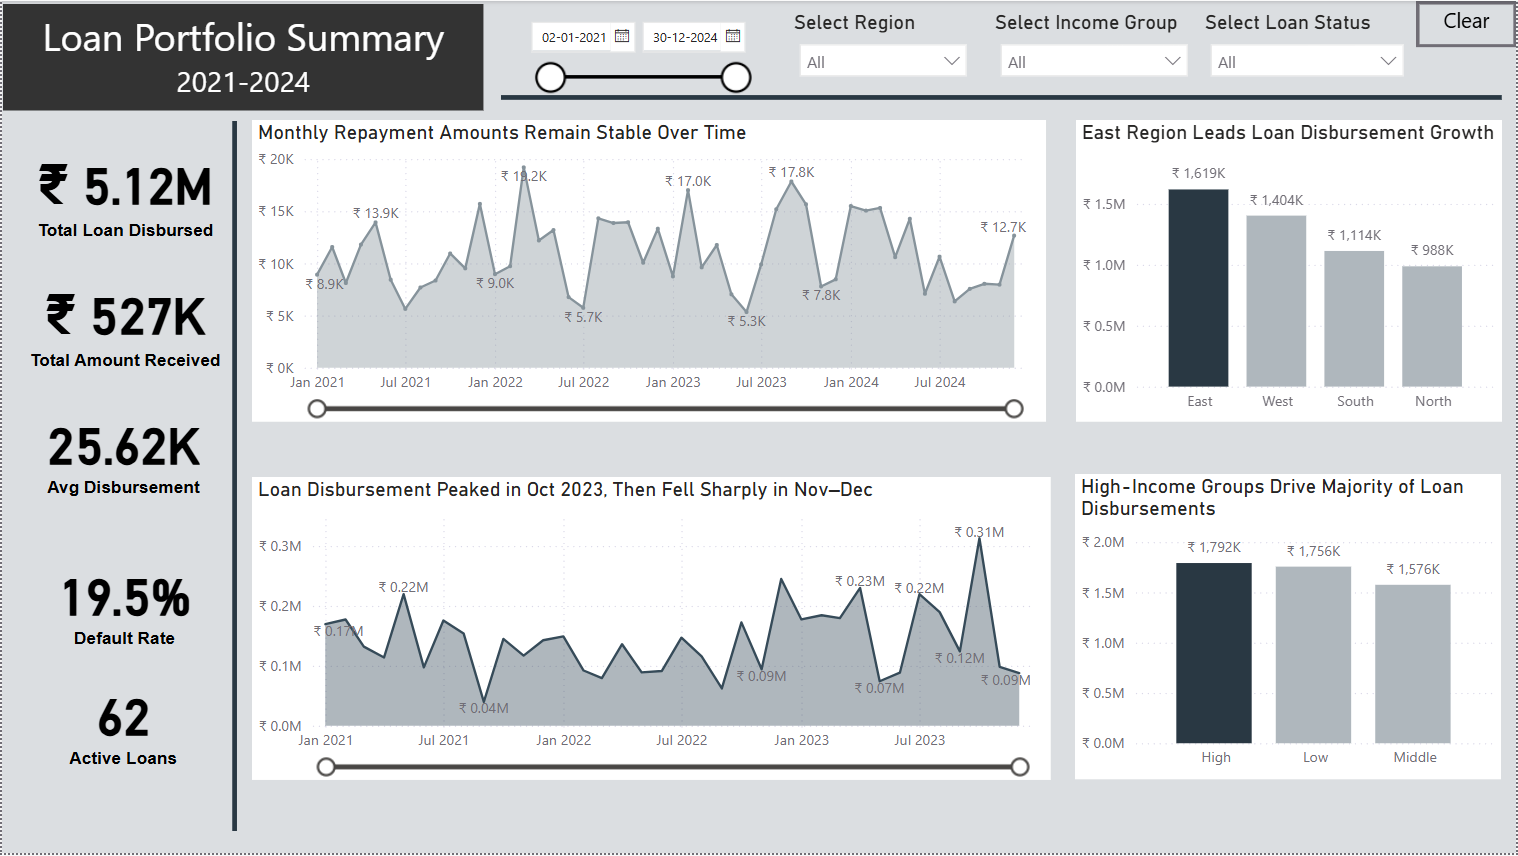 Loan Portfolio Summary
2021-2024
02-01-2021
30-12-2024
Select Region
All
Select Income Group
All
Select Loan Status
All
Clear
₹ 5.12M
Total Loan Disbursed
₹ 527K
Total Amount Received
25.62K
Avg Disbursement
19.5%
Default Rate
62
Active Loans
Monthly Repayment Amounts Remain Stable Over Time
₹ 20K
₹ 15K
₹ 10K
₹ 5K
₹ 0K
₹ 8.9K
₹ 13.9K
₹ 9.0K
₹ 19.2K
₹ 5.7K
₹ 17.0K
₹ 5.3K
₹ 17.8K
₹ 7.8K
₹ 12.7K
Jan 2021
Jul 2021
Jan 2022
Jul 2022
Jan 2023
Jul 2023
Jan 2024
Jul 2024
East Region Leads Loan Disbursement Growth
₹ 1.5M
₹ 1.0M
₹ 0.5M
₹ 0.0M
₹ 1,619K
₹ 1,404K
₹ 1,114K
₹ 988K
East
West
South
North
Loan Disbursement Peaked in Oct 2023, Then Fell Sharply in Nov–Dec
₹ 0.3M
₹ 0.2M
₹ 0.1M
₹ 0.0M
₹ 0.17M
₹ 0.22M
₹ 0.04M
₹ 0.09M
₹ 0.23M
₹ 0.07M
₹ 0.22M
₹ 0.12M
₹ 0.31M
₹ 0.09M
Jan 2021
Jul 2021
Jan 2022
Jul 2022
Jan 2023
Jul 2023
High-Income Groups Drive Majority of Loan
Disbursements
₹ 2.0M
₹ 1.5M
₹ 1.0M
₹ 0.5M
₹ 0.0M
₹ 1,792K
₹ 1,756K
₹ 1,576K
High
Low
Middle